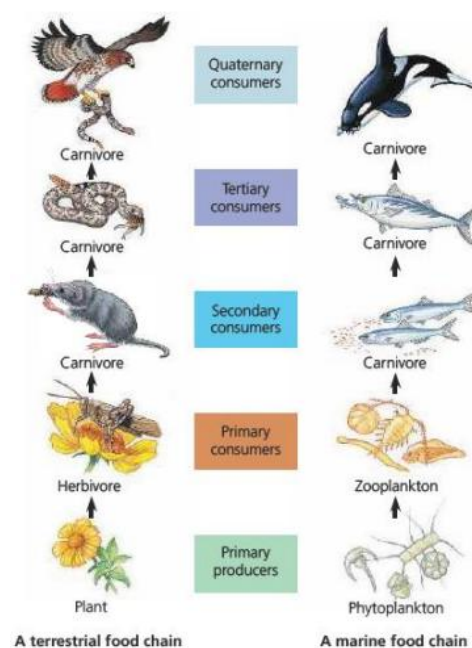 Quaternary
consumers
Carnivore
Carnivore
Tertiary
consumers
Carnivore
Carnivore
Secondary
consumers
Carnivore
Carnivore
Primary
consumers
Herbivore
Zooplankton
Primary
producers
Plant
Phytoplankton
A terrestrial food chain
A marine food chain